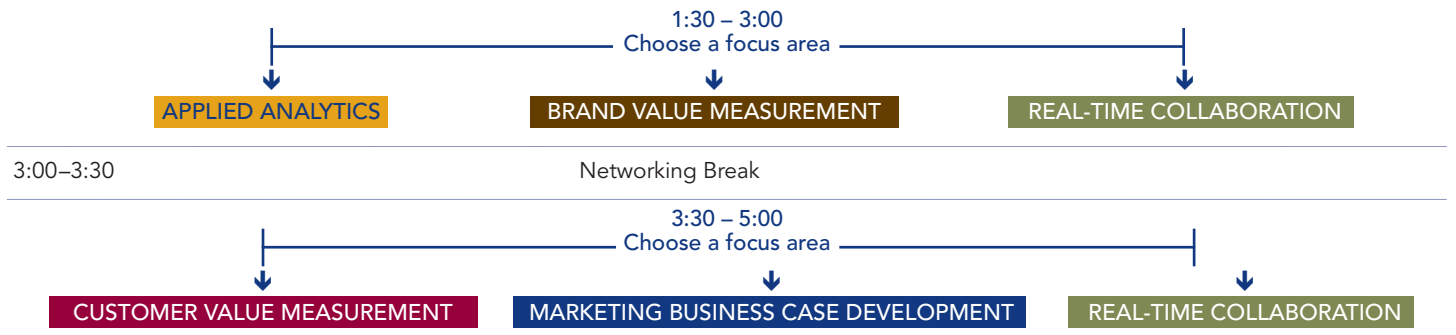 1:30 – 3:00
Choose a focus area
APPLIED ANALYTICS
BRAND VALUE MEASUREMENT
REAL-TIME COLLABORATION
3:00–3:30
Networking Break
3:30 – 5:00
Choose a focus area
CUSTOMER VALUE MEASUREMENT
MARKETING BUSINESS CASE DEVELOPMENT
REAL-TIME COLLABORATION